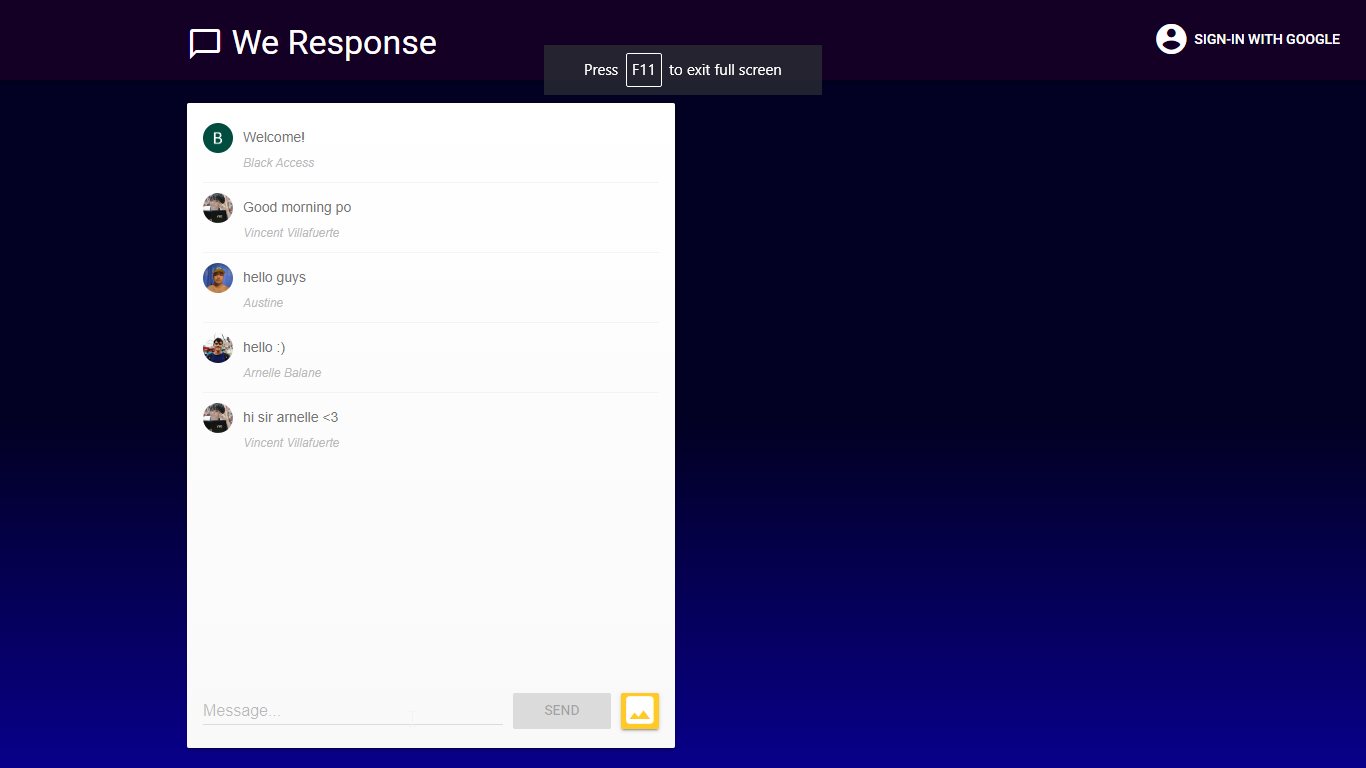 We Response
SIGN-IN WITH GOOGLE
Press F11 to exit full screen
B
Welcome!
Black Access
Good morning po
Vincent Villafuerte
hello guys
Austine
hello :)
Arnelle Balane
hi sir arnelle <3
Vincent Villafuerte
Message...
SEND